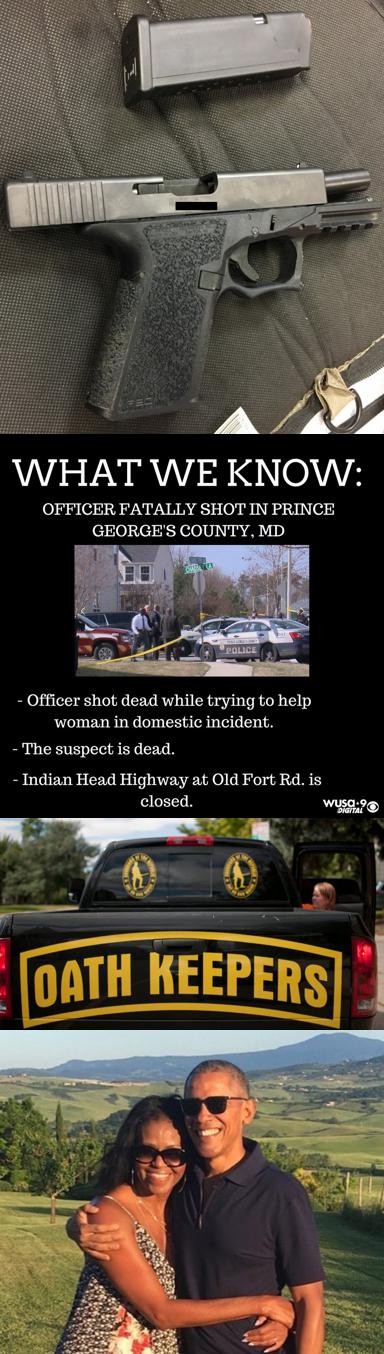 WHAT WE KNOW:
OFFICER FATALLY SHOT IN PRINCE
GEORGE'S COUNTY, MD
POLICE
- Officer shot dead while trying to help
woman in domestic incident.
- The suspect is dead.
- Indian Head Highway at Old Fort Rd. is
closed.
wusa 9
DIGITAL
OATH KEEPERS